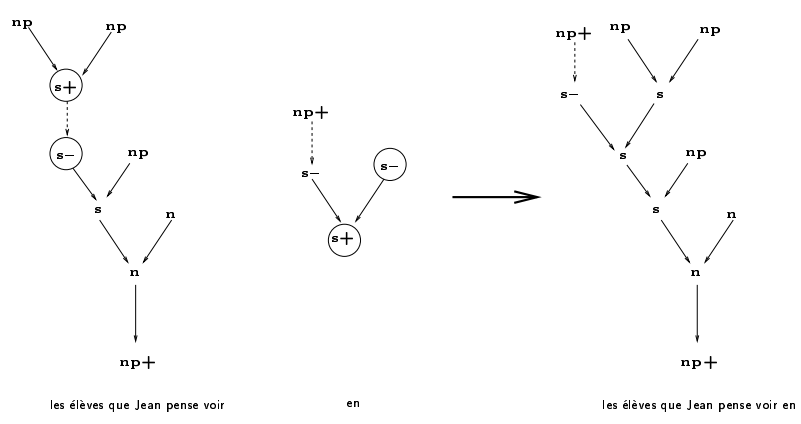 np np np+ np np
s+ s− s
s− np np+ s− s np
s s+ n s n
n n
np+ np+
les élèves que Jean pense voir en les élèves que Jean pense voir en